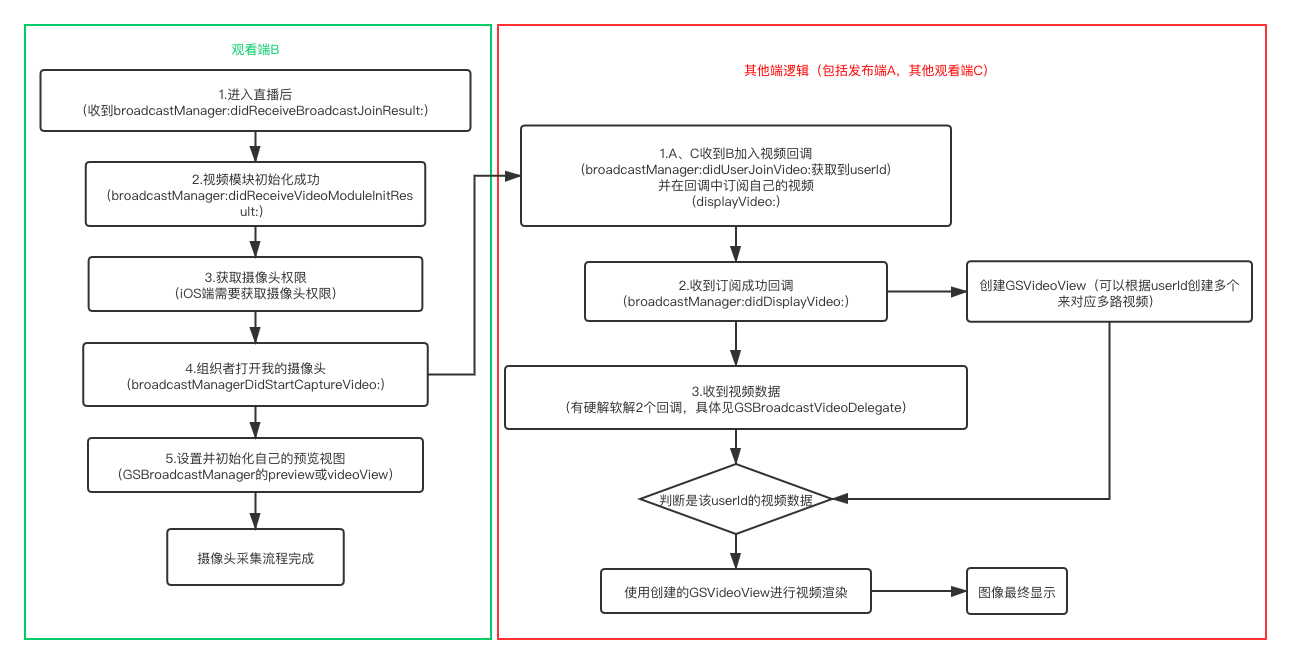 观看端B
1.进入直播后
（收到broadcastManager:didReceiveBroadcastJoinResult:）
2.视频模块初始化成功
（broadcastManager:didReceiveVideoModuleInitRes
ult:）
3.获取摄像头权限
（iOS端需要获取摄像头权限）
4.组织者打开我的摄像头
（broadcastManagerDidStartCaptureVideo:）
5.设置并初始化自己的预览视图
（GSBroadcastManager的preview或videoView）
摄像头采集流程完成
其他端逻辑（包括发布端A，其他观看端C）
1.A、C收到B加入视频回调
（broadcastManager:didUserJoinVideo:获取到userId)
并在回调中订阅自己的视频
（displayVideo:）
2.收到订阅成功回调
（broadcastManager:didDisplayVideo:）
创建GSVideoView（可以根据userId创建多个
来对应多路视频）
3.收到视频数据
（有硬解软解2个回调，具体见GSBroadcastVideoDelegate）
判断是该userId的视频数据
使用创建的GSVideoView进行视频渲染
图像最终显示